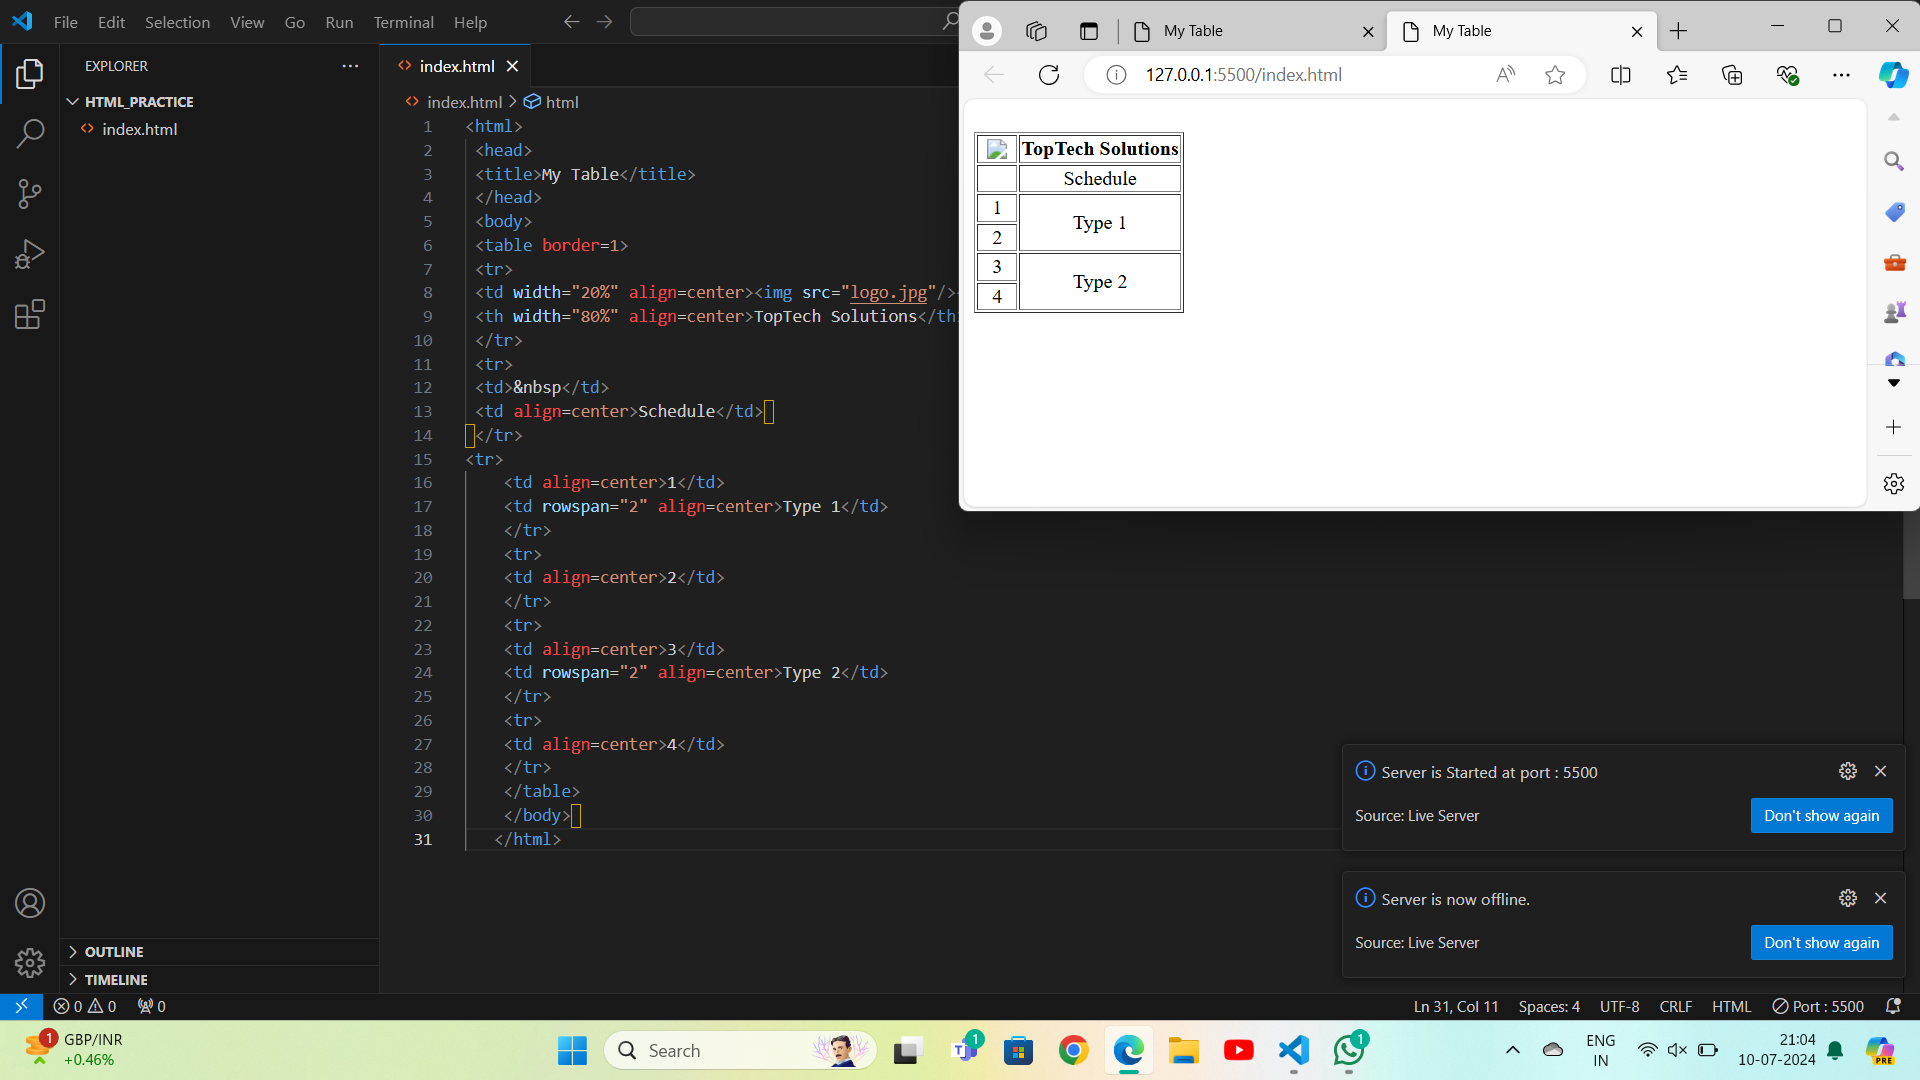 File Edit Selection View Go Run Terminal Help
EXPLORER
HTML_PRACTICE
index.html
OUTLINE
TIMELINE
index.html
index.html > html
1 <html>
2 <head>
3 <title>My Table</title>
4 </head>
5 <body>
6 <table border=1>
7 <tr>
8 <td width="20%" align=center><img src="logo.jpg"/>
9 <th width="80%" align=center>TopTech Solutions</th
10 </tr>
11 <tr>
12 <td>&nbsp</td>
13 <td align=center>Schedule</td>
14 </tr>
15 <tr>
16 <td align=center>1</td>
17 <td rowspan="2" align=center>Type 1</td>
18 </tr>
19 <tr>
20 <td align=center>2</td>
21 </tr>
22 <tr>
23 <td align=center>3</td>
24 <td rowspan="2" align=center>Type 2</td>
25 </tr>
26 <tr>
27 <td align=center>4</td>
28 </tr>
29 </table>
30 </body>
31 </html>
My Table
My Table
127.0.0.1:5500/index.html
TopTech Solutions
Schedule
1
Type 1
2
3
Type 2
4
Server is Started at port : 5500
Source: Live Server
Don't show again
Server is now offline.
Source: Live Server
Don't show again
0 0 0
Ln 31, Col 11 Spaces: 4 UTF-8 CRLF HTML Port : 5500
1
GBP/INR
+0.46%
Search
1
1
ENG
IN
21:04
10-07-2024
PRE